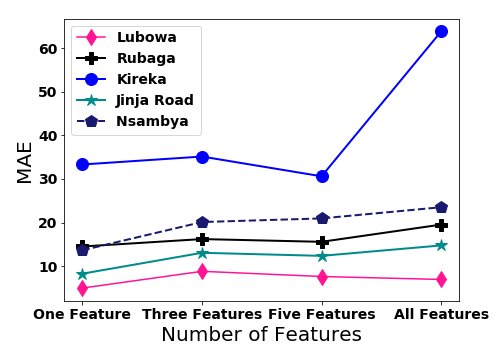 Lubowa
Rubaga
Kireka
Jinja Road
Nsambya
MAE
60
50
40
30
20
10
One Feature Three Features Five Features All Features
Number of Features